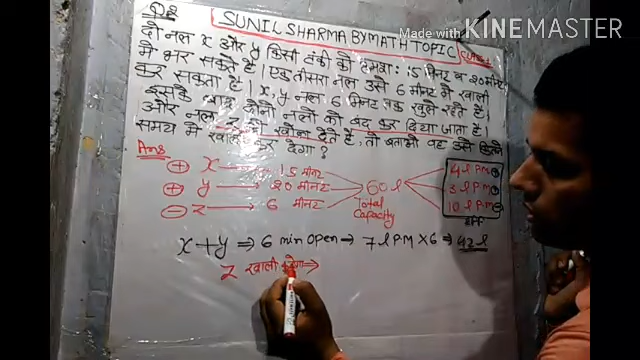 Made with KINEMASTER
Q.2
SUNIL SHARMA BY MATH TOPIC
दो नल x और y किसी टंकी को क्रमशः 15 मिनट व 20 मिनट
में भर सकते हैं। एक तीसरा नल उसे 6 मिनट में खाली
कर सकता है। x, y नल 6 मिनट तक खुले रहते हैं,
इसके बाद दोनों नलों को बंद कर दिया जाता है।
और नल z को खोल देते हैं, तो बताओ वह उसे कितने
समय में खाली कर देगा?
Ans
+ x → 15 मीनट
+ y → 20 मीनट
- z → 6 मीनट
60 l
Total
Capacity
4 l PM +
3 l PM +
10 l PM -
Eff
x+y ⇒ 6 min open → 7 l PM X 6 ⇒ 42 l
z खाली करेगा ⇒